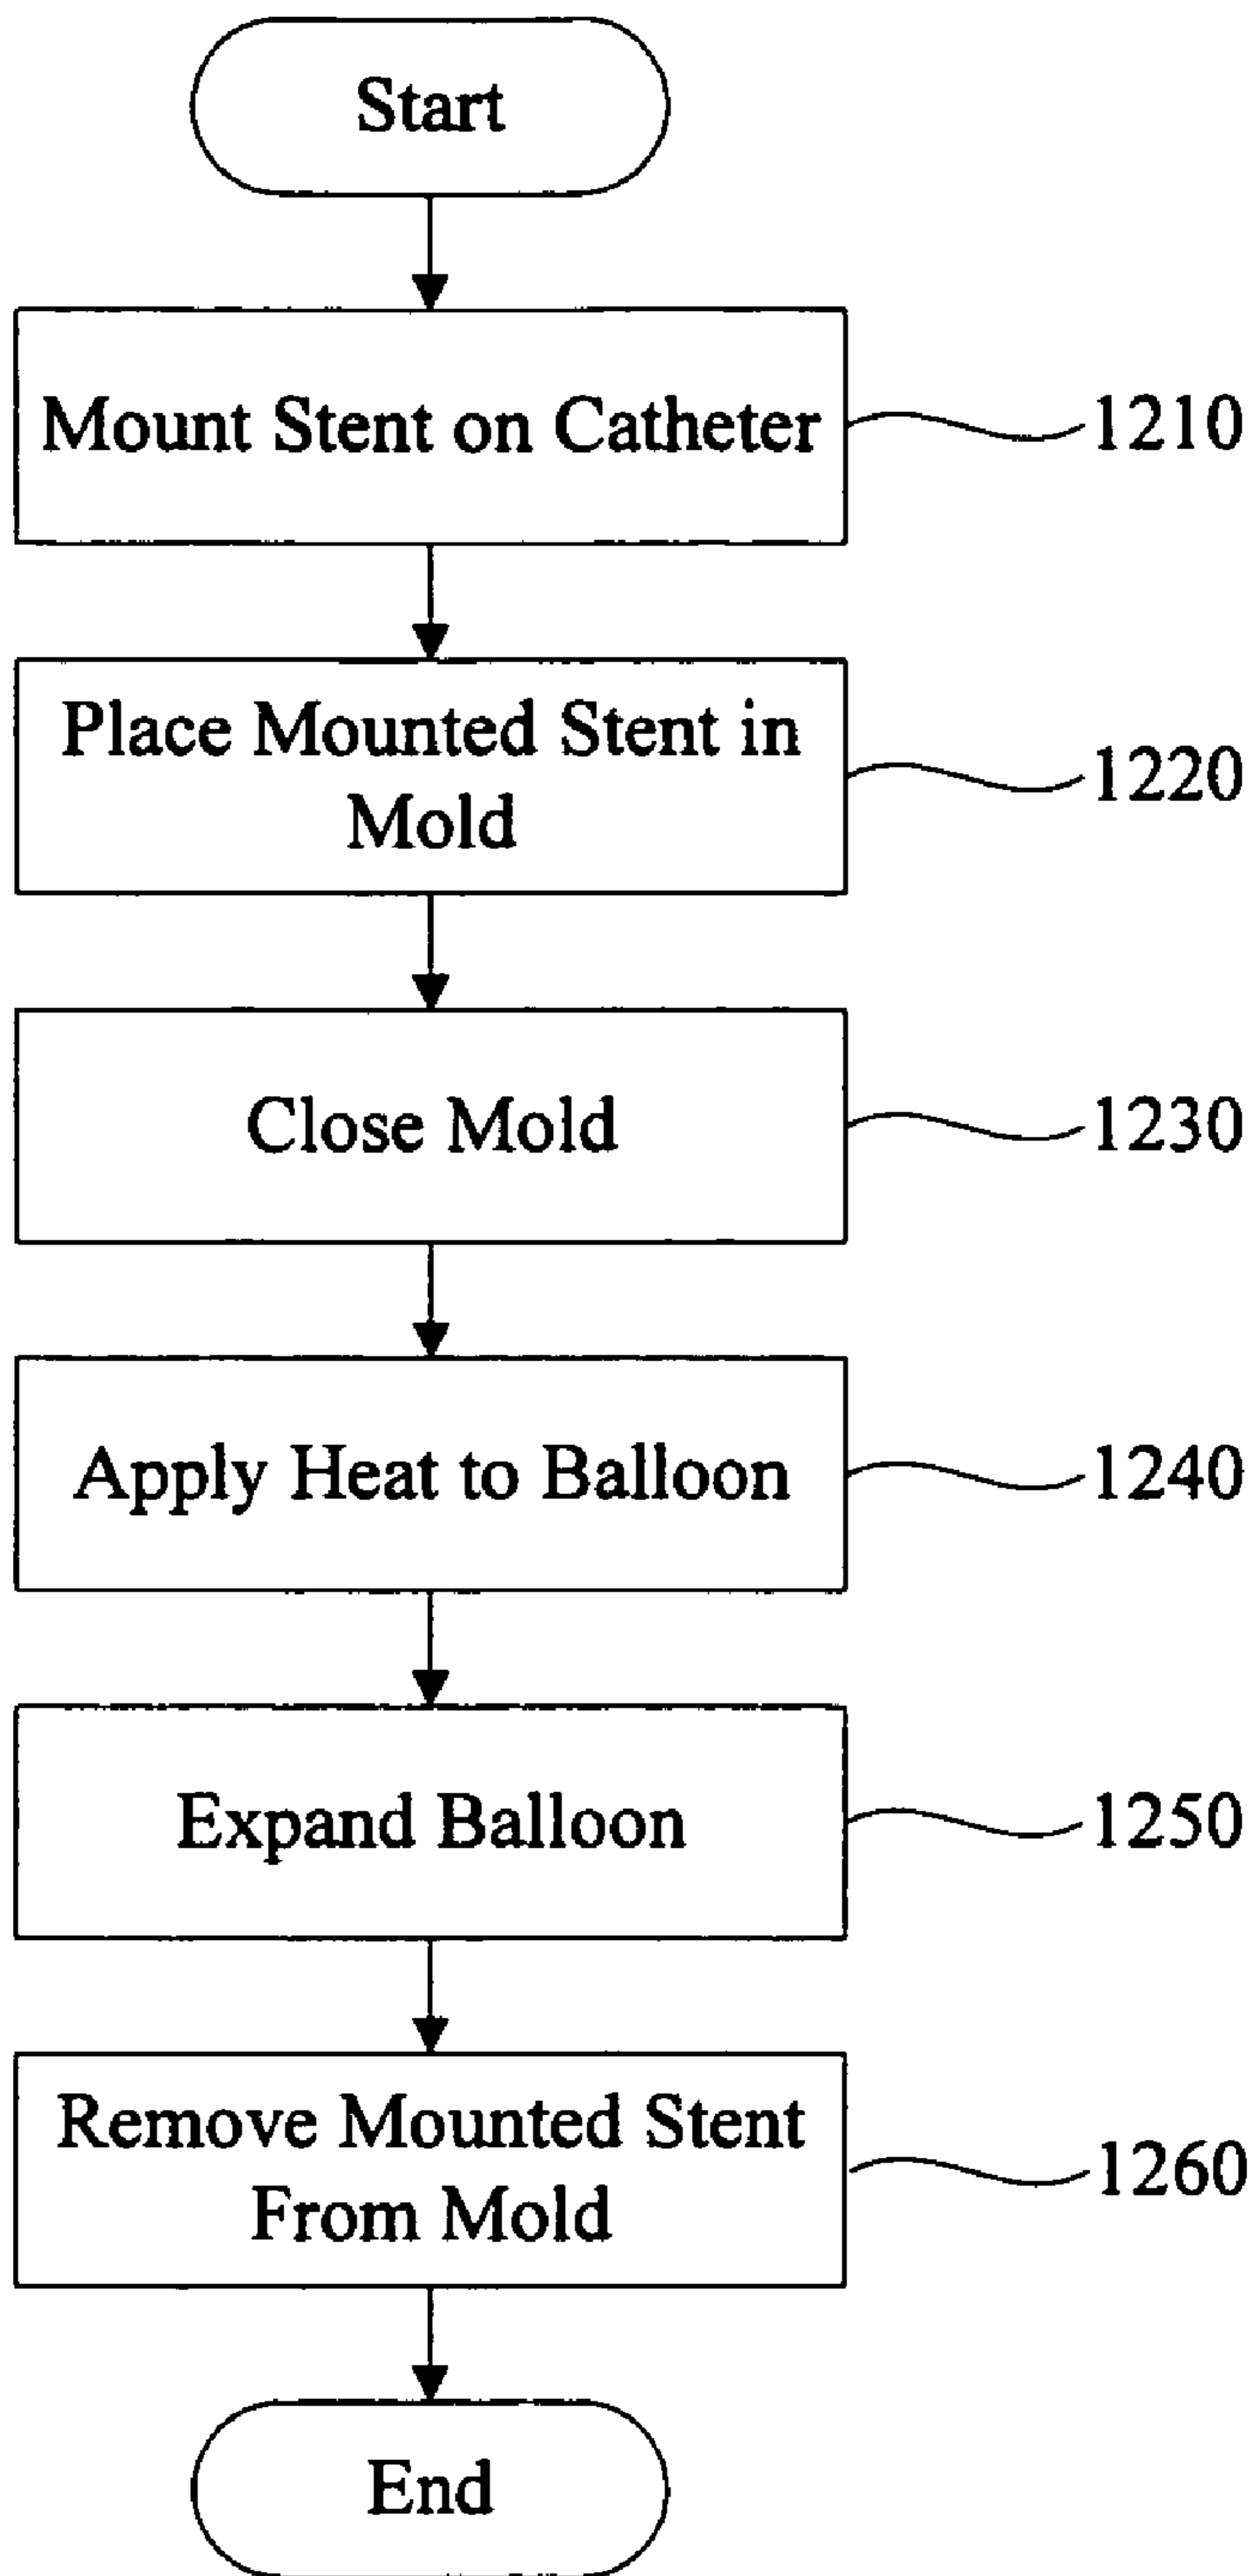 Start
Mount Stent on Catheter
1210
Place Mounted Stent in
Mold
1220
Close Mold
1230
Apply Heat to Balloon
1240
Expand Balloon
1250
Remove Mounted Stent
From Mold
1260
End